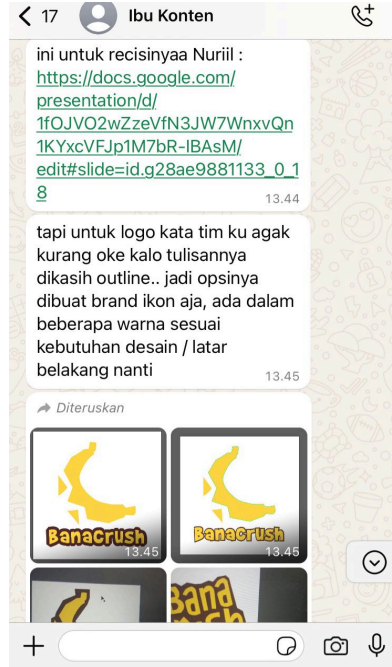 17 Ibu Konten
ini untuk recisinyaa Nuriil :
https://docs.google.com/
presentation/d/
1fOJVO2wZzeVfN3JW7WnxvQn
1KYxcVFJp1M7bR-IBAsM/
edit#slide=id.g28ae9881133_0_1
8
13.44
tapi untuk logo kata tim ku agak
kurang oke kalo tulisannya
dikasih outline.. jadi opsinya
dibuat brand ikon aja, ada dalam
beberapa warna sesuai
kebutuhan desain / latar
belakang nanti
13.45
Diteruskan
BanaCrush
13.45
BanaCrush
13.45
Bana